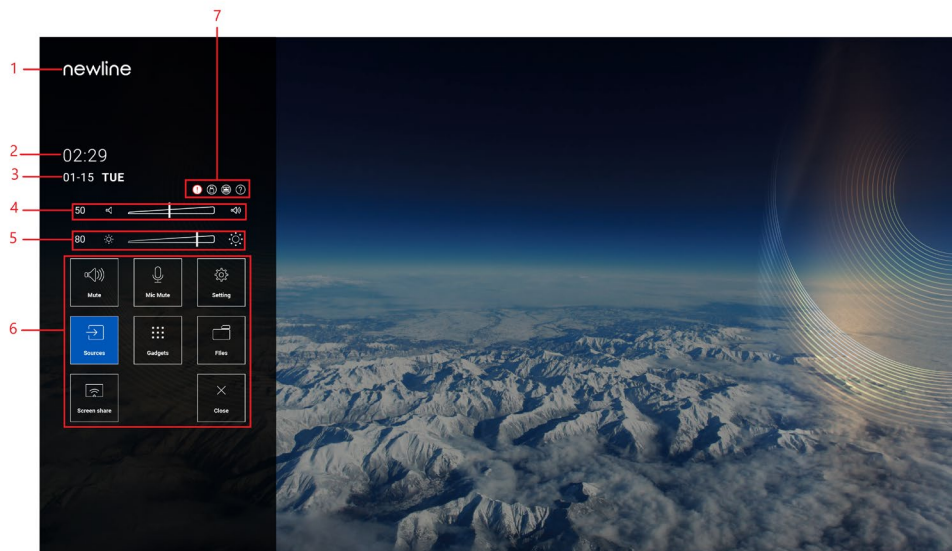 7
1 newline
2 02:29
3 01-15 TUE
4 50
5 80
6
Mute Mic Mute Setting
Sources Gadgets Files
Screen share Close